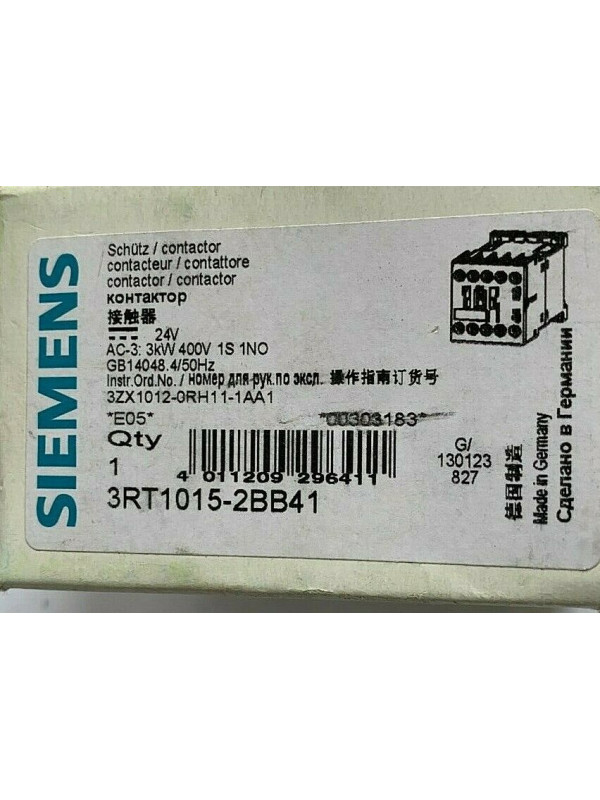 SIEMENS
Schütz / contactor
contacteur / contattore
contactor / contactor
контактор
接触器
24V
AC-3: 3kW 400V 1S 1NO
GB14048.4/50Hz
Instr.Ord.No. / номер для рук.по эксл. 操作指南订货号
3ZX1012-0RH11-1AA1
*E05*
*00303183*
Qty
1
4 011209 296411
3RT1015-2BB41
G/
130123
827
德国制造
Made in Germany
Сделано в Германии